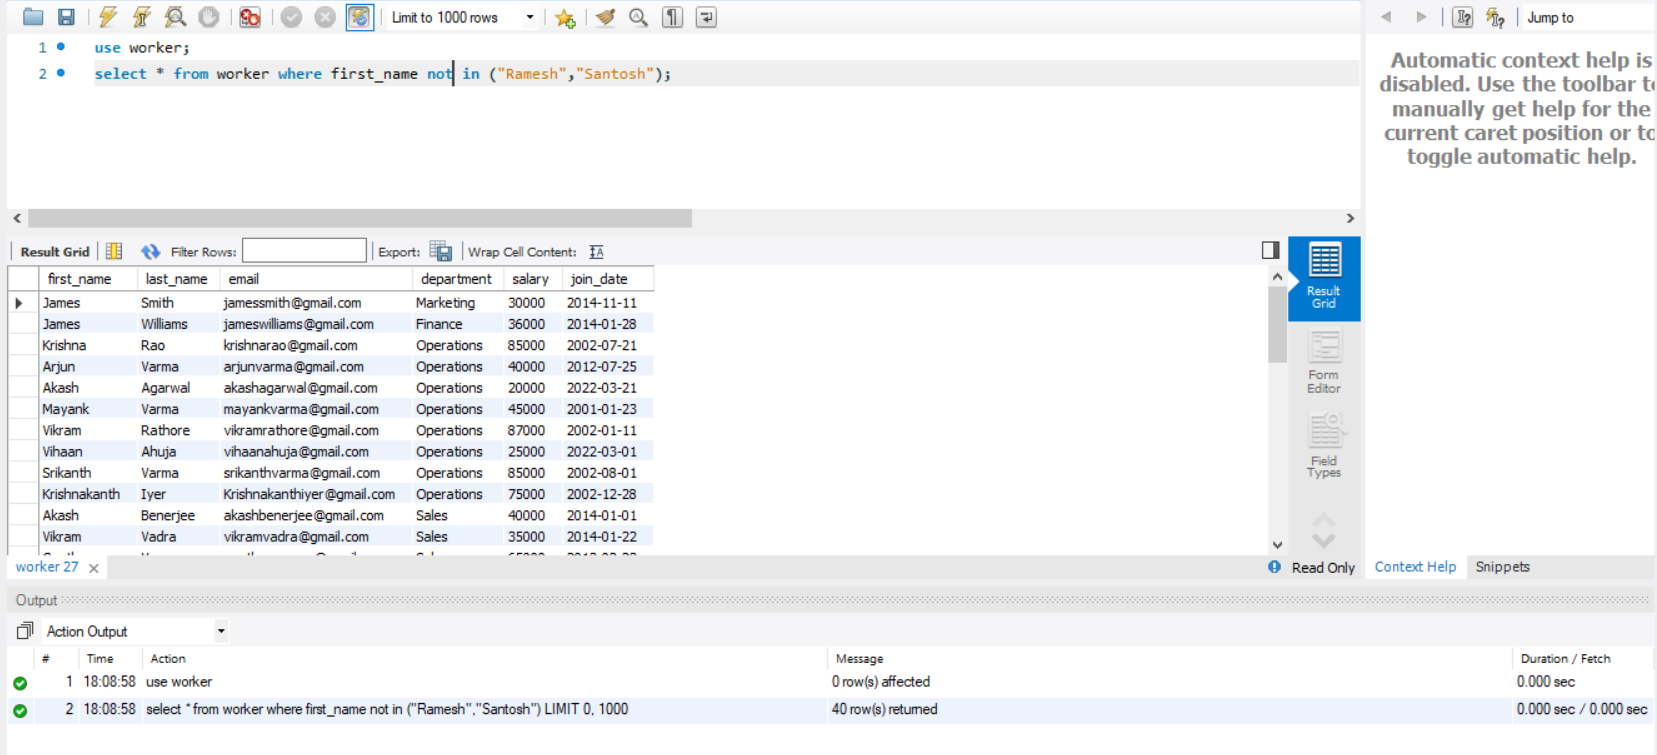 Limit to 1000 rows
Jump to
1 use worker;
2 select * from worker where first_name not in ("Ramesh","Santosh");
Automatic context help is
disabled. Use the toolbar
manually get help for the
current caret position or to
toggle automatic help.
Result Grid Filter Rows: Export: Wrap Cell Content:
first_name last_name email department salary join_date
James Smith jamessmith@gmail.com Marketing 30000 2014-11-11
James Williams jameswilliams@gmail.com Finance 36000 2014-01-28
Krishna Rao krishnarao@gmail.com Operations 85000 2002-07-21
Arjun Varma arjunvarma@gmail.com Operations 40000 2012-07-25
Akash Agarwal akashagarwal@gmail.com Operations 20000 2022-03-21
Mayank Varma mayankvarma@gmail.com Operations 45000 2001-01-23
Vikram Rathore vikramrathore@gmail.com Operations 87000 2002-01-11
Vihaan Ahuja vihaanahuja@gmail.com Operations 25000 2022-03-01
Srikanth Varma srikanthvarma@gmail.com Operations 85000 2002-08-01
Krishnakanth Iyer Krishnakanthiyer@gmail.com Operations 75000 2002-12-28
Akash Benerjee akashbenerjee@gmail.com Sales 40000 2014-01-01
Vikram Vadra vikramvadra@gmail.com Sales 35000 2014-01-22
Result
Grid
Form
Editor
Field
Types
worker 27
Read Only
Context Help Snippets
Output
Action Output
# Time Action Message Duration / Fetch
1 18:08:58 use worker 0 row(s) affected 0.000 sec
2 18:08:58 select * from worker where first_name not in ("Ramesh","Santosh") LIMIT 0, 1000 40 row(s) returned 0.000 sec / 0.000 sec